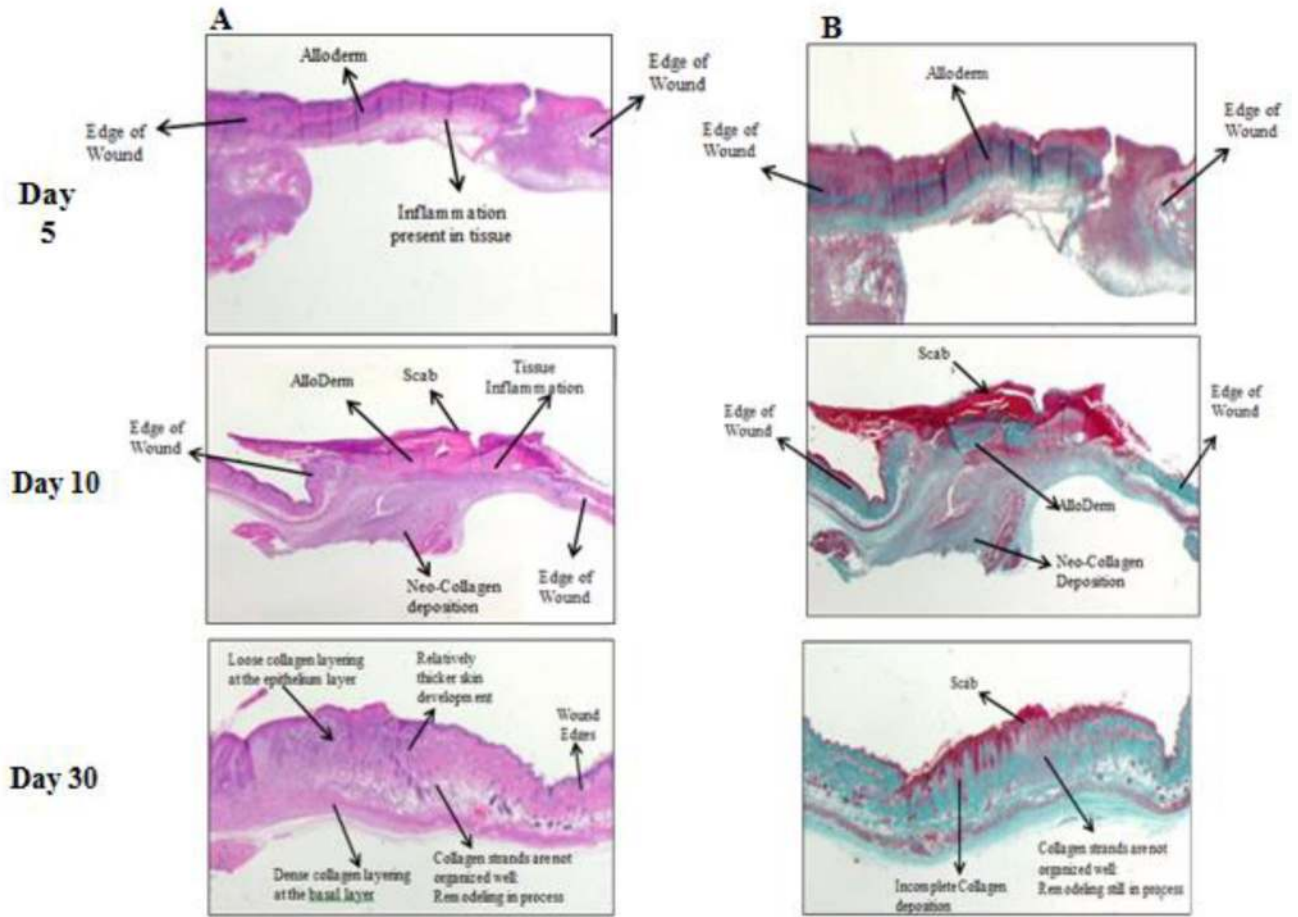 A
Alloderm
Edge of
Wound
Edge of
Wound
Inflammation
present in tissue
B
Alloderm
Edge of
Wound
Edge of
Wound
Day
5
AlloDerm
Scab
Tissue
Inflammation
Edge of
Wound
Neo-Collagen
deposition
Edge of
Wound
Scab
Edge of
Wound
Edge of
Wound
AlloDerm
Neo-Collagen
Deposition
Day 10
Loose collagen layering
at the epithelium layer
Relatively
thicker skin
development
Wound
Edges
Dense collagen layering
at the basal layer
Collagen strands are not
organized well:
Remodeling in process
Scab
Incomplete Collagen
deposition
Collagen strands are not
organized well:
Remodeling still in process
Day 30